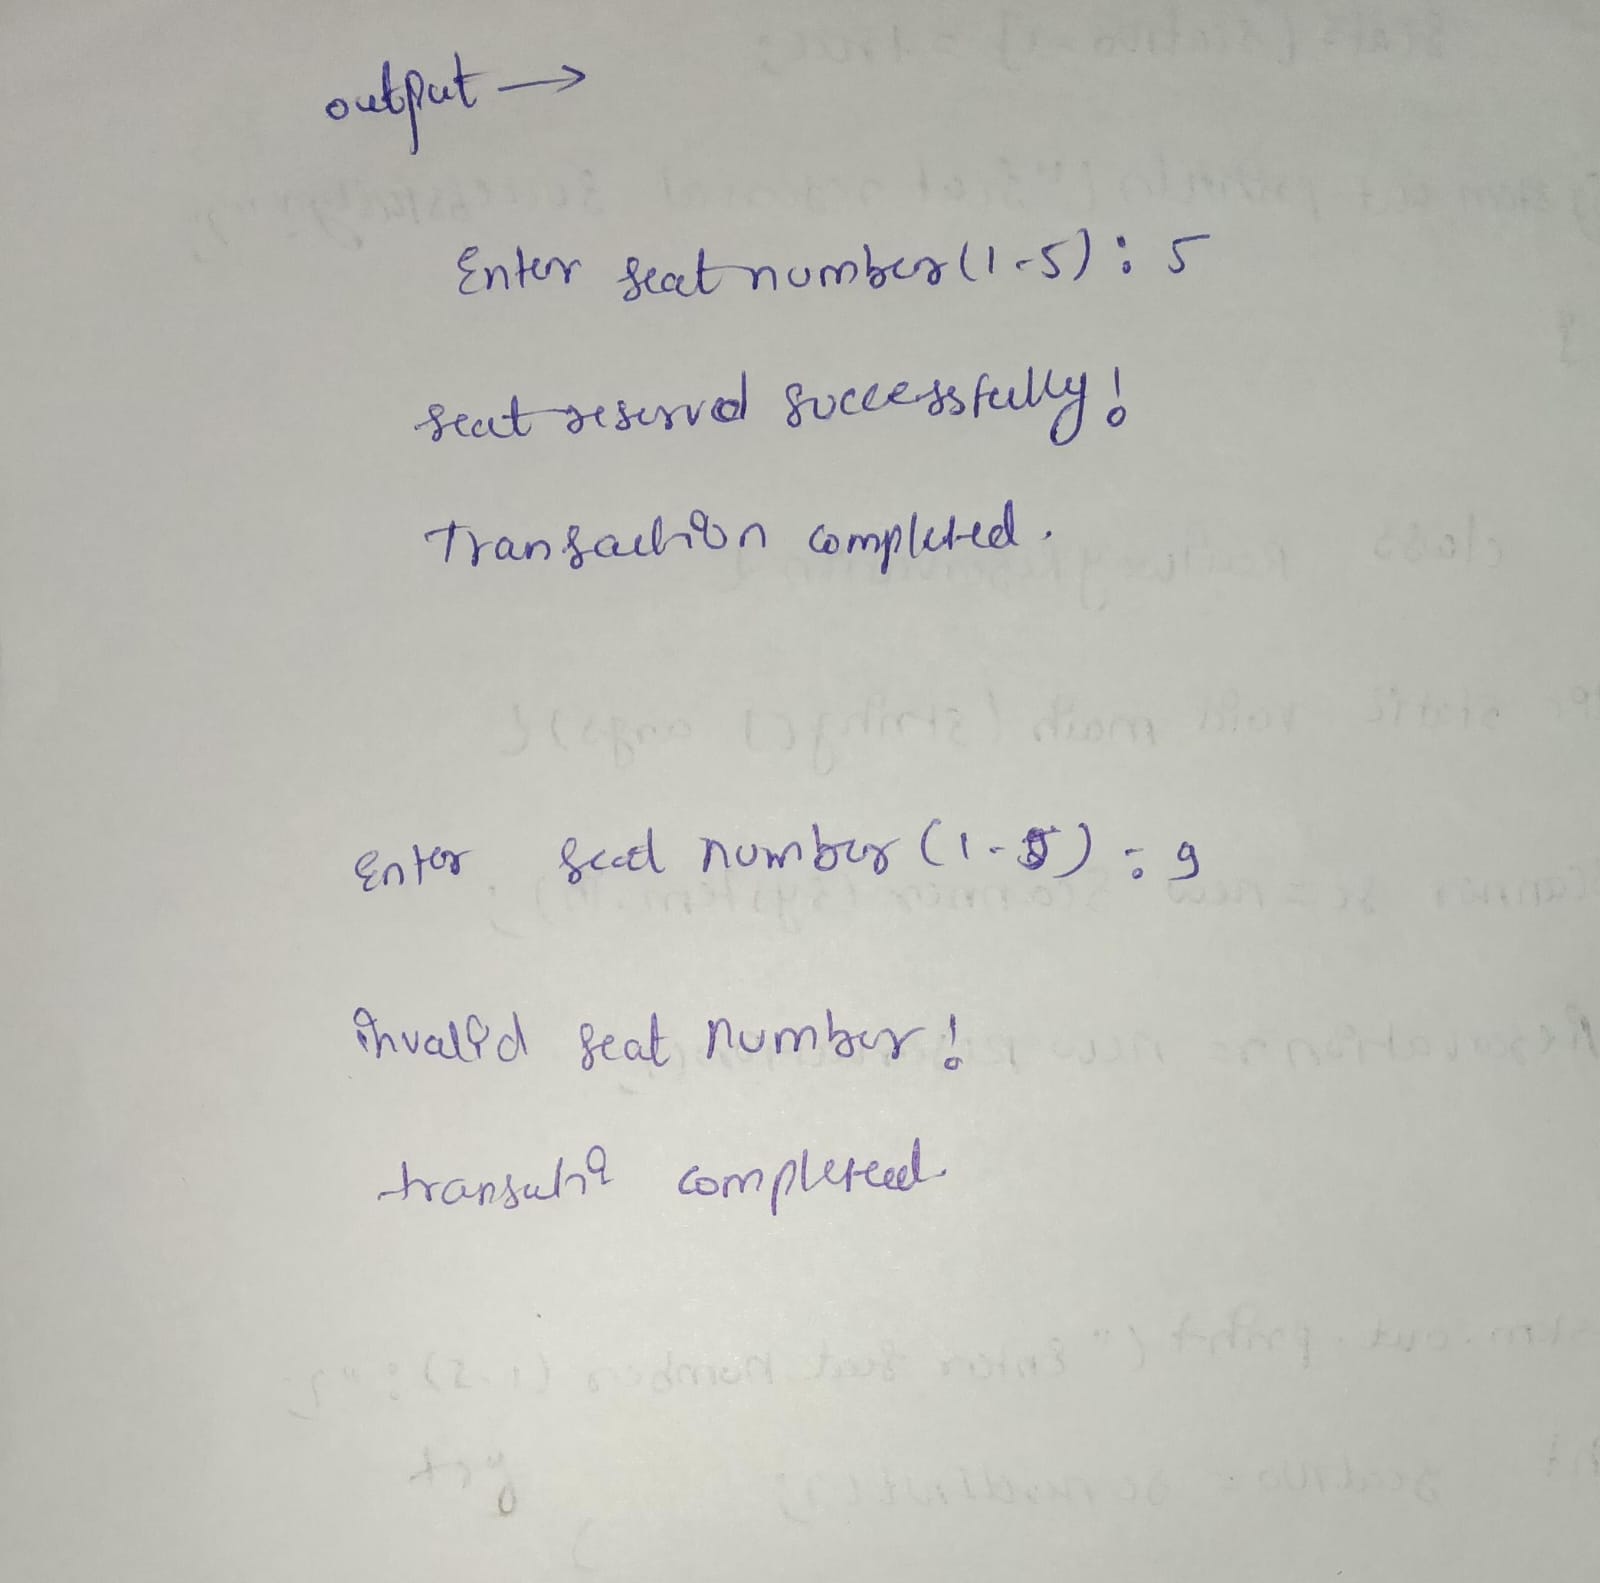 output →
Enter seat number (1-5) : 5
seat reserved successfully!
Transaction completed.
Enter seat number (1-5) : 9
invalid seat number!
completed